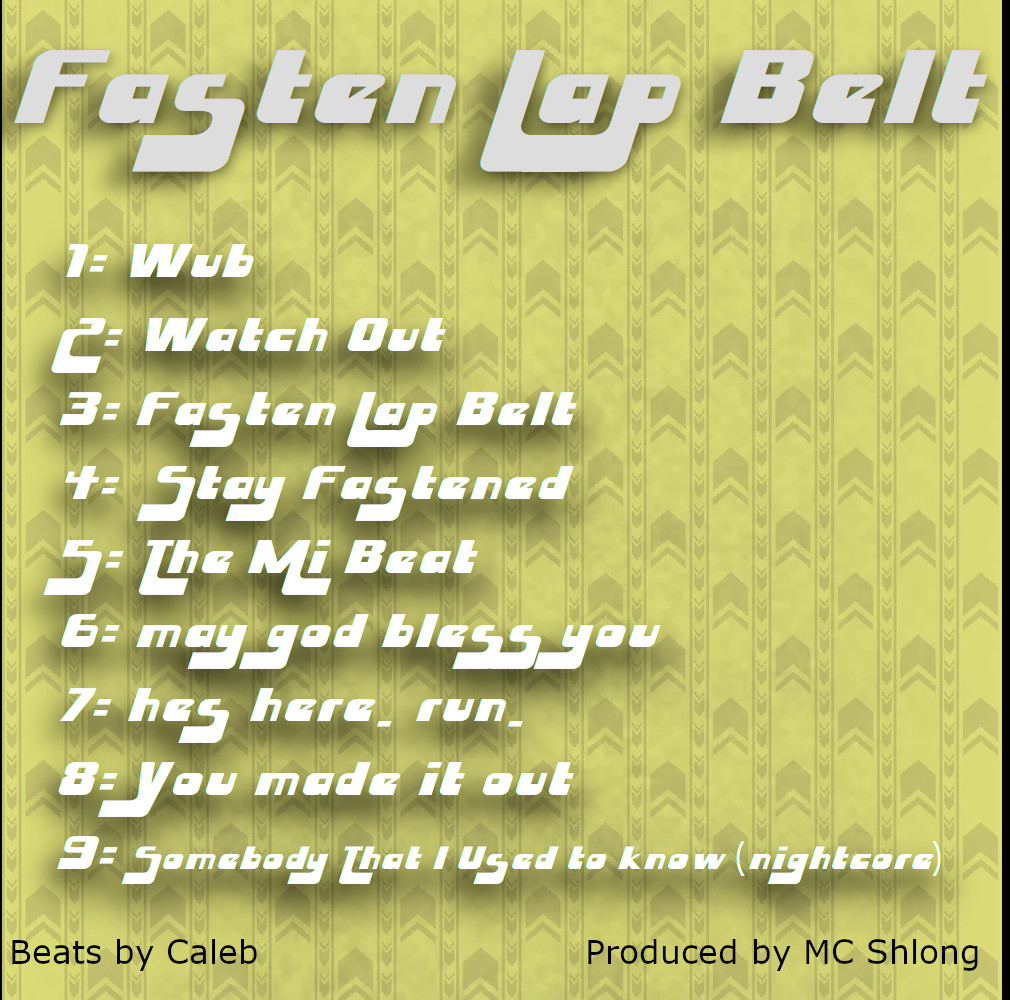 Fasten Lap Belt
1= Wub
2= Watch Out
3= Fasten Lap Belt
4= Stay Fastened
5= The Mi Beat
6= may god bless you
7= hes here. run.
8= You made it out
9= Somebody That I Used to know (nightcore)
Beats by Caleb
Produced by MC Shlong